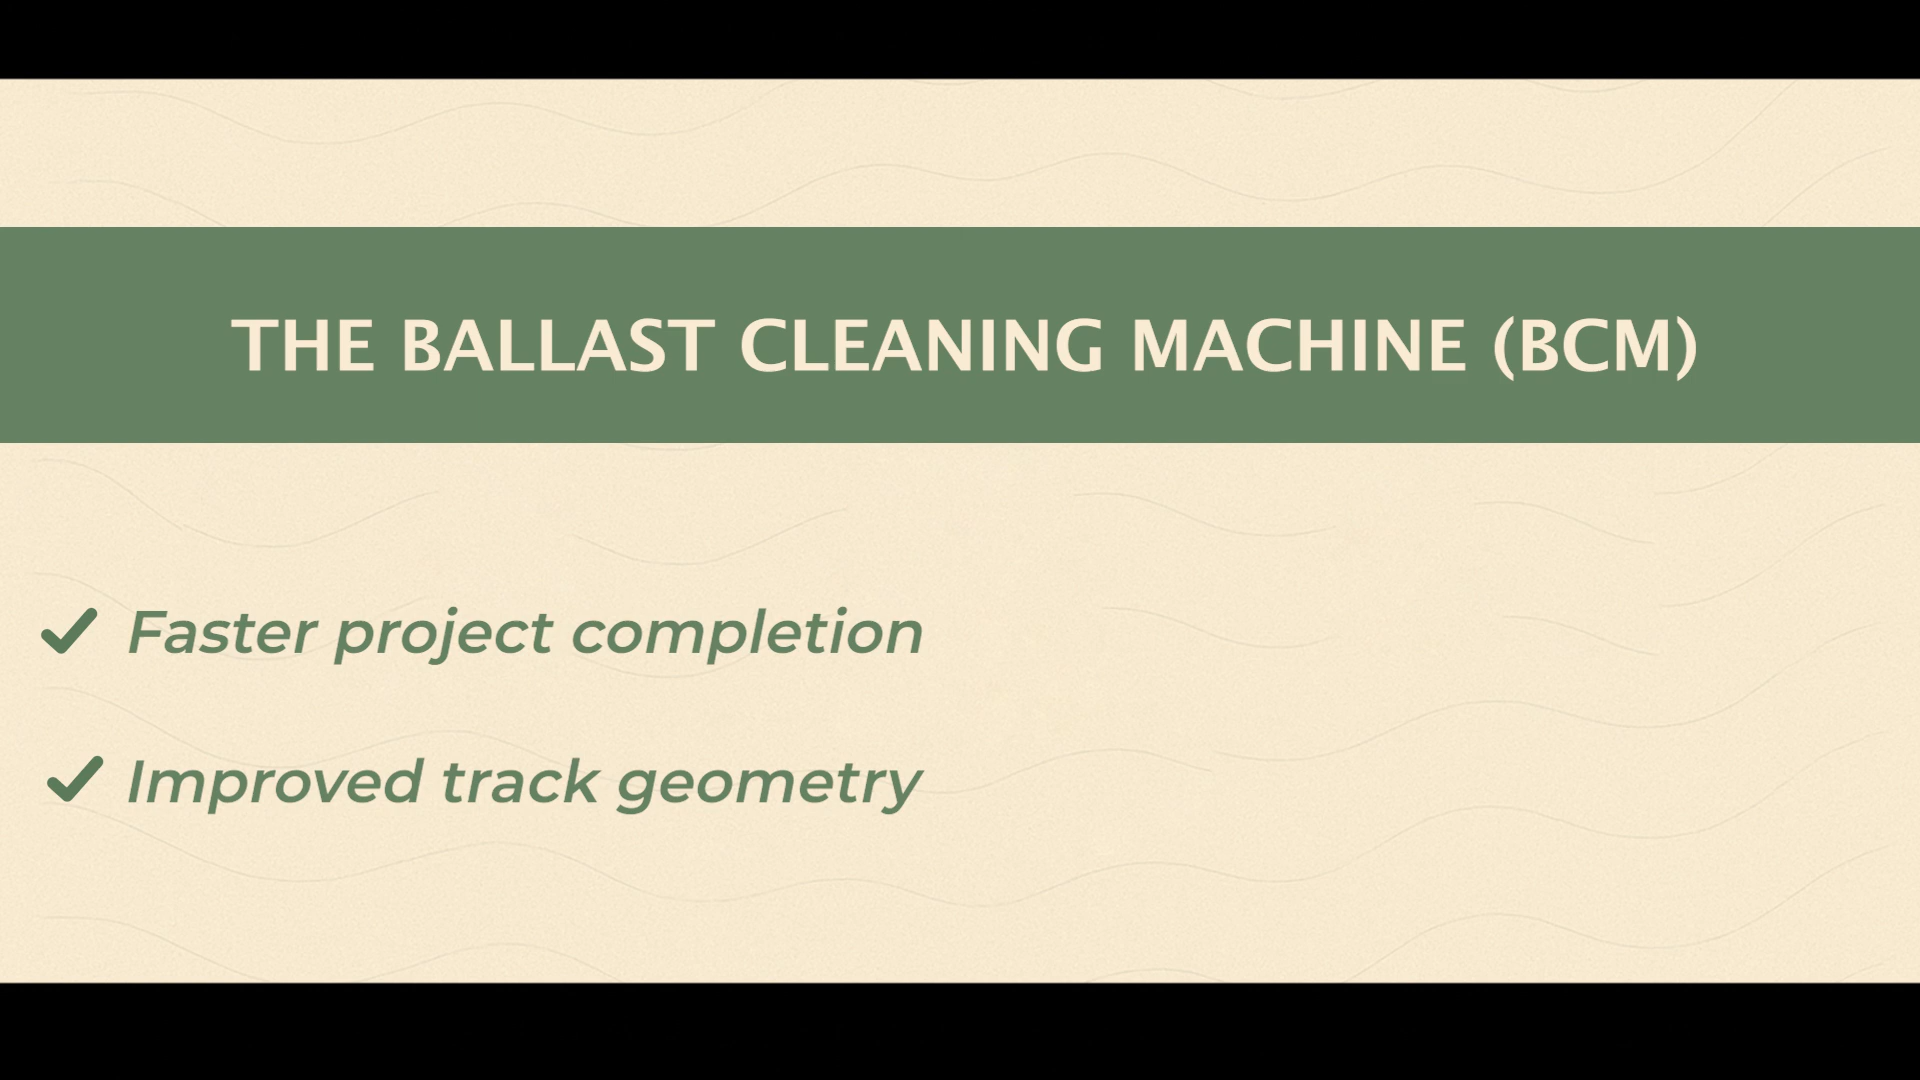 THE BALLAST CLEANING MACHINE (BCM)
Faster project completion
Improved track geometry